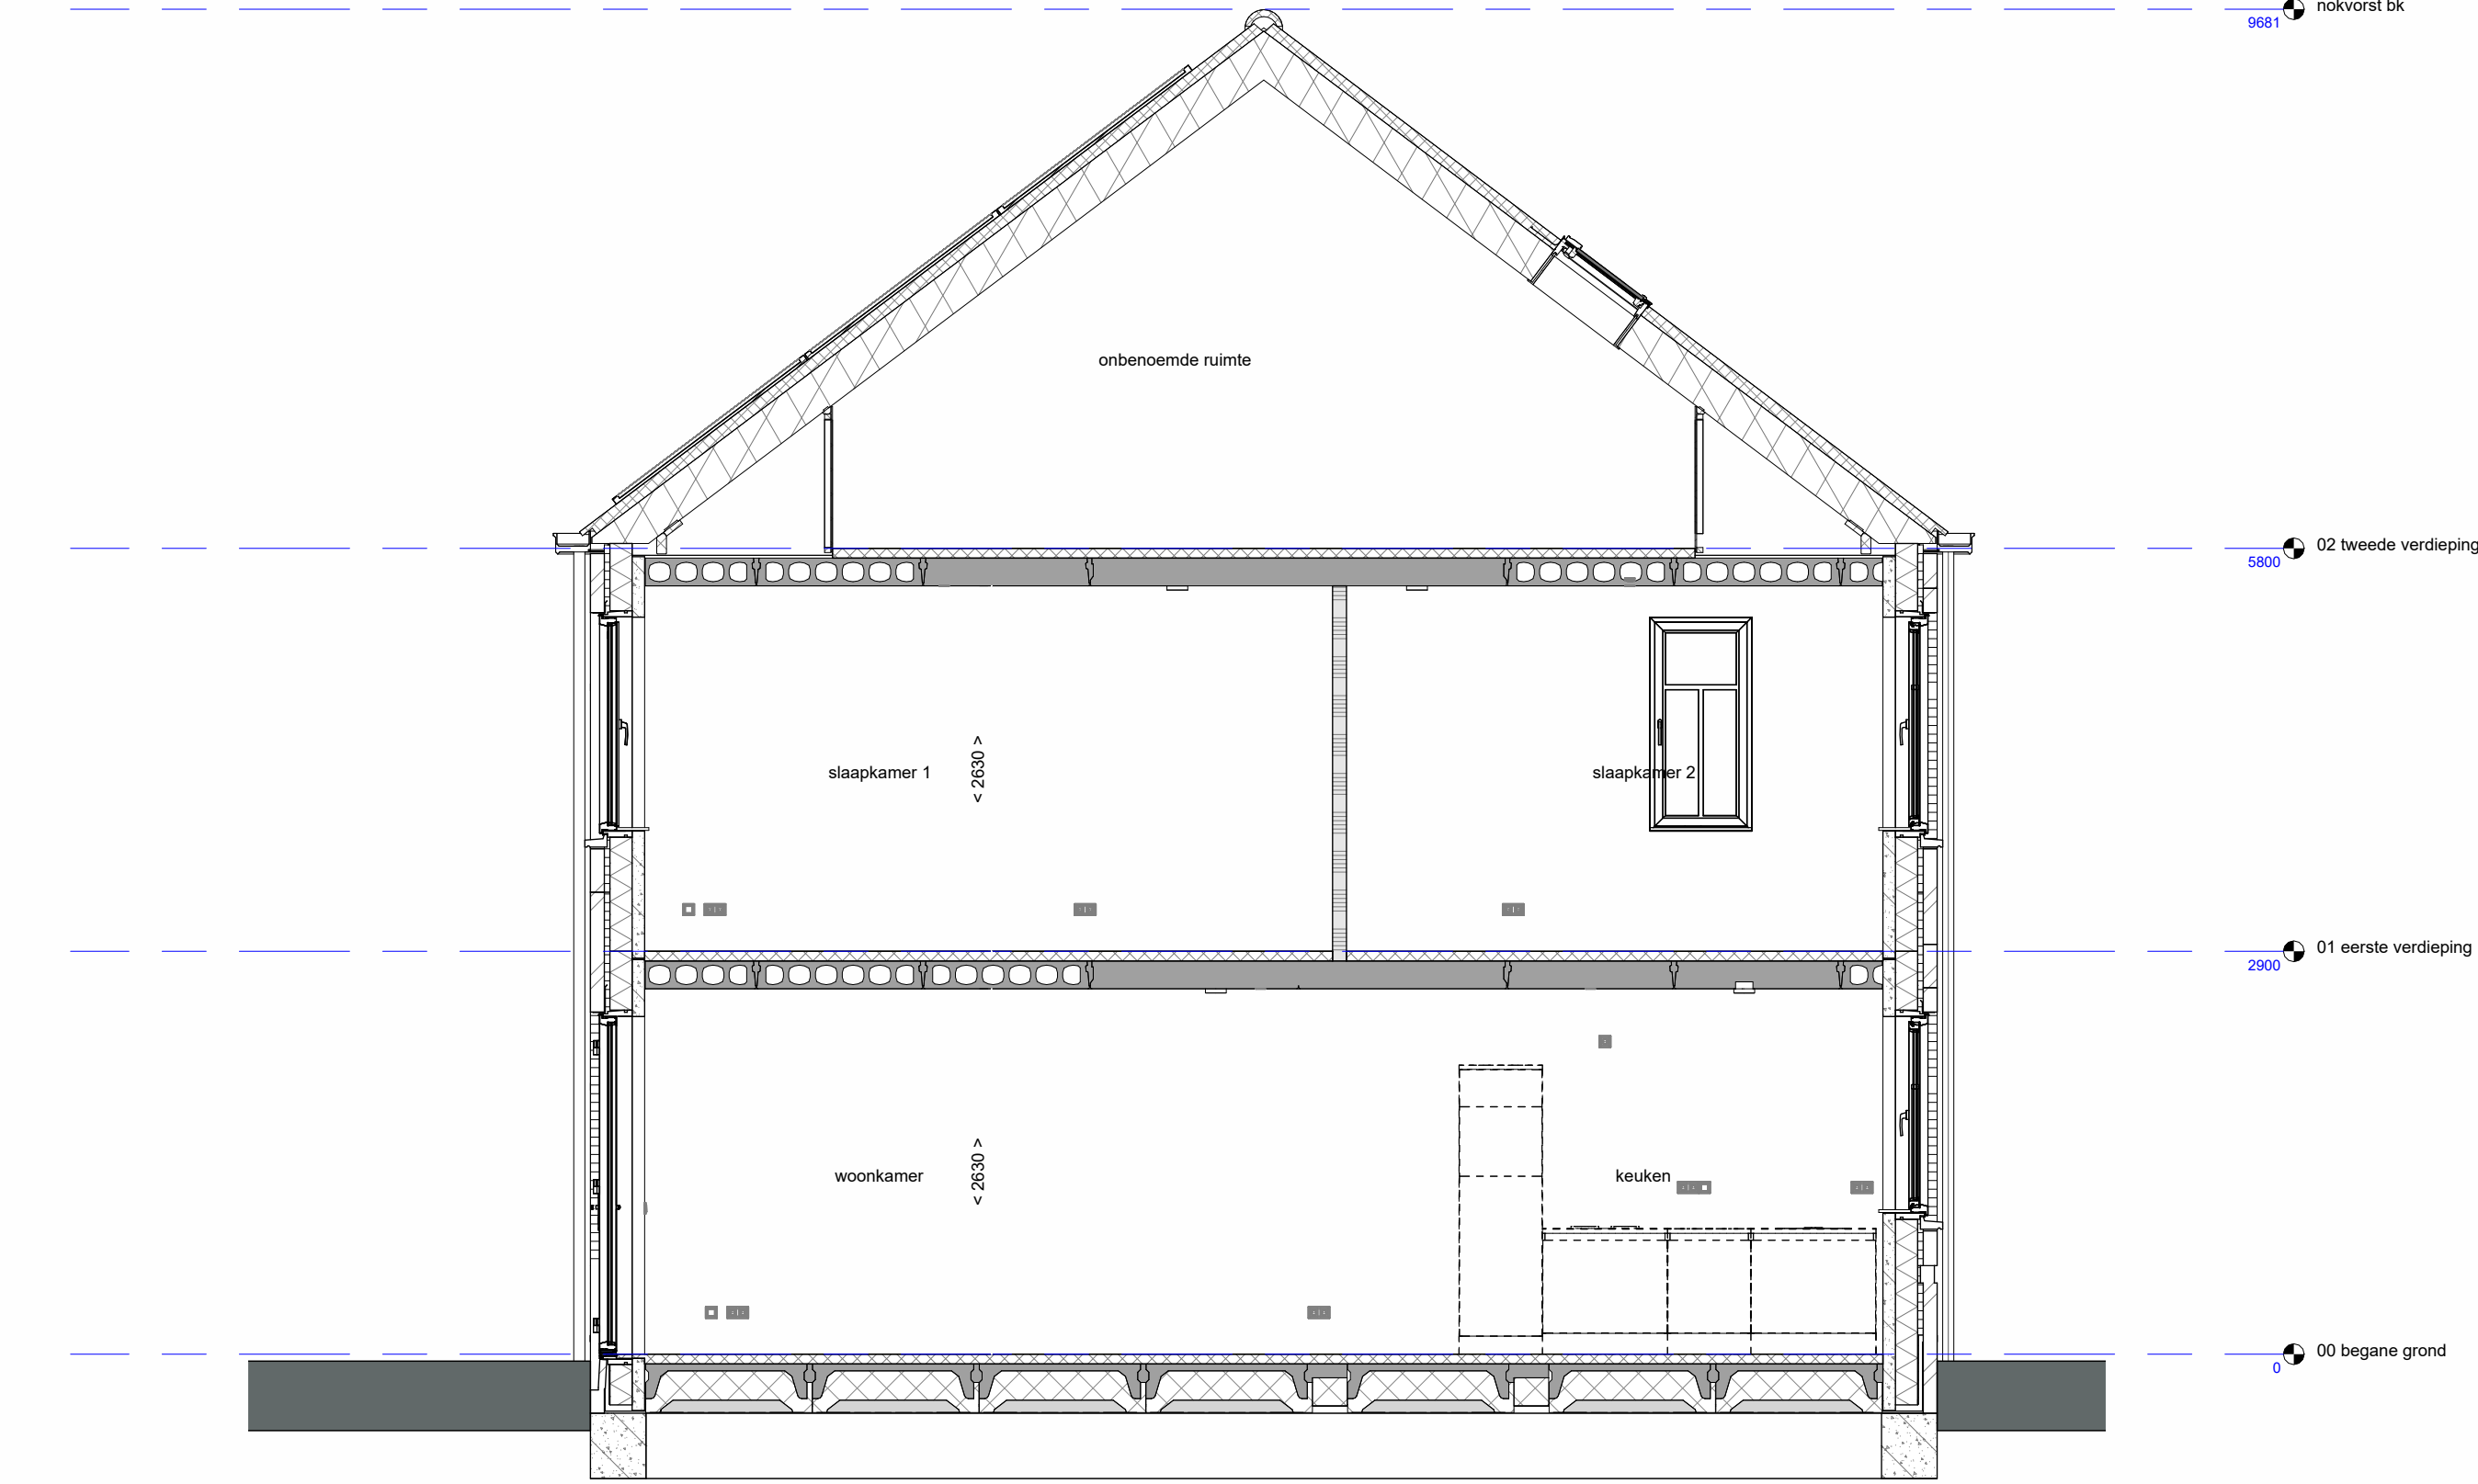 nokvorst bk
9681
onbenoemde ruimte
02 tweede verdieping
5800
slaapkamer 1
< 2630 >
slaapkamer 2
01 eerste verdieping
2900
woonkamer
< 2630 >
keuken
00 begane grond
0